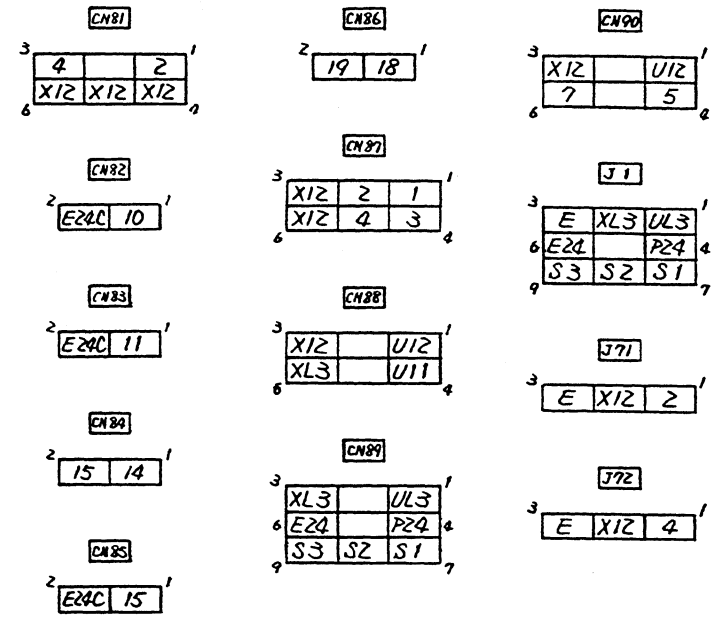 CN81
3 1
4 2
X12 X12 X12
6 4
CN82
2 1
E24C 10
CN83
2 1
E24C 11
CN84
2 1
15 14
CN85
2 1
E24C 15
CN86
2 1
19 18
CN87
3 1
X12 2 1
X12 4 3
6 4
CN88
3 1
X12 U12
XL3 U11
6 4
CN89
3 1
XL3 UL3
6 E24 P24 4
S3 S2 S1
9 7
CN90
3 1
X12 U12
7 5
6 4
J1
3 1
E XL3 UL3
6 E24 P24 4
S3 S2 S1
9 7
J71
3 1
E X12 2
J72
3 1
E X12 4